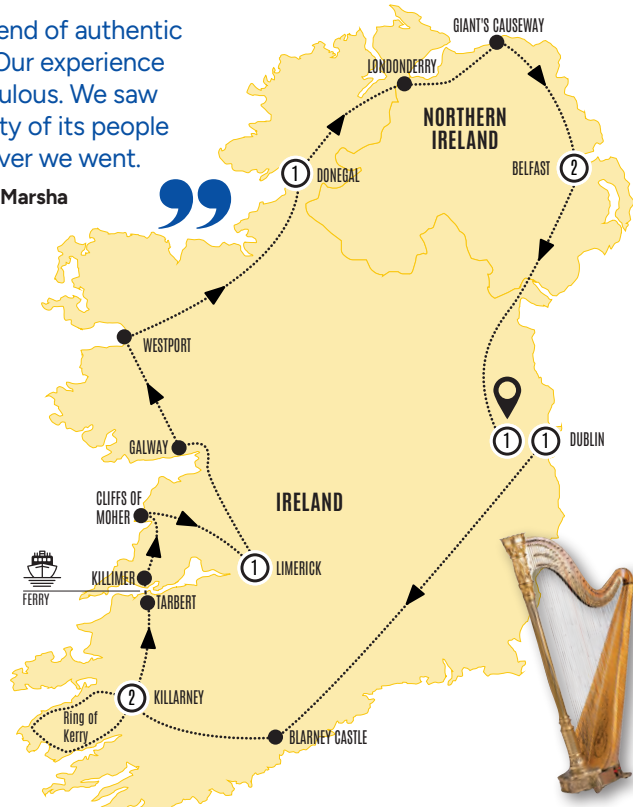 end of authentic
Our experience
ulous. We saw
ty of its people
ver we went.
Marsha
”
GIANT'S CAUSEWAY
LONDONDERRY
NORTHERN
IRELAND
BELFAST
2
1
DONEGAL
WESTPORT
GALWAY
1
1
DUBLIN
CLIFFS OF
MOHER
IRELAND
1
LIMERICK
KILLIMER
FERRY
TARBERT
2
KILLARNEY
Ring of
Kerry
BLARNEY CASTLE